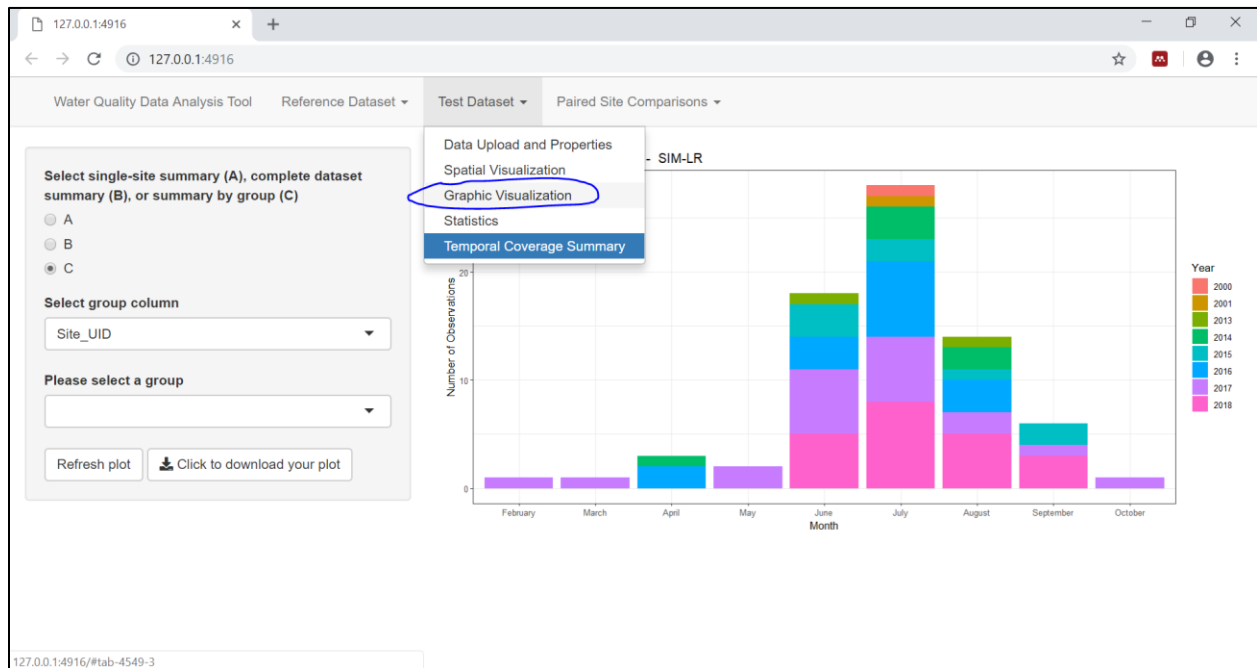 127.0.0.1:4916
127.0.0.1:4916
Water Quality Data Analysis Tool Reference Dataset Test Dataset Paired Site Comparisons
Data Upload and Properties
Spatial Visualization
Graphic Visualization
Statistics
Temporal Coverage Summary
Select single-site summary (A), complete dataset
summary (B), or summary by group (C)
A
B
C
Select group column
Site_UID
Please select a group
Refresh plot Click to download your plot
- SIM-LR
Number of Observations
20
10
0
February March April May June July August September October
Month
Year
2000
2001
2013
2014
2015
2016
2017
2018
127.0.0.1:4916/#tab-4549-3